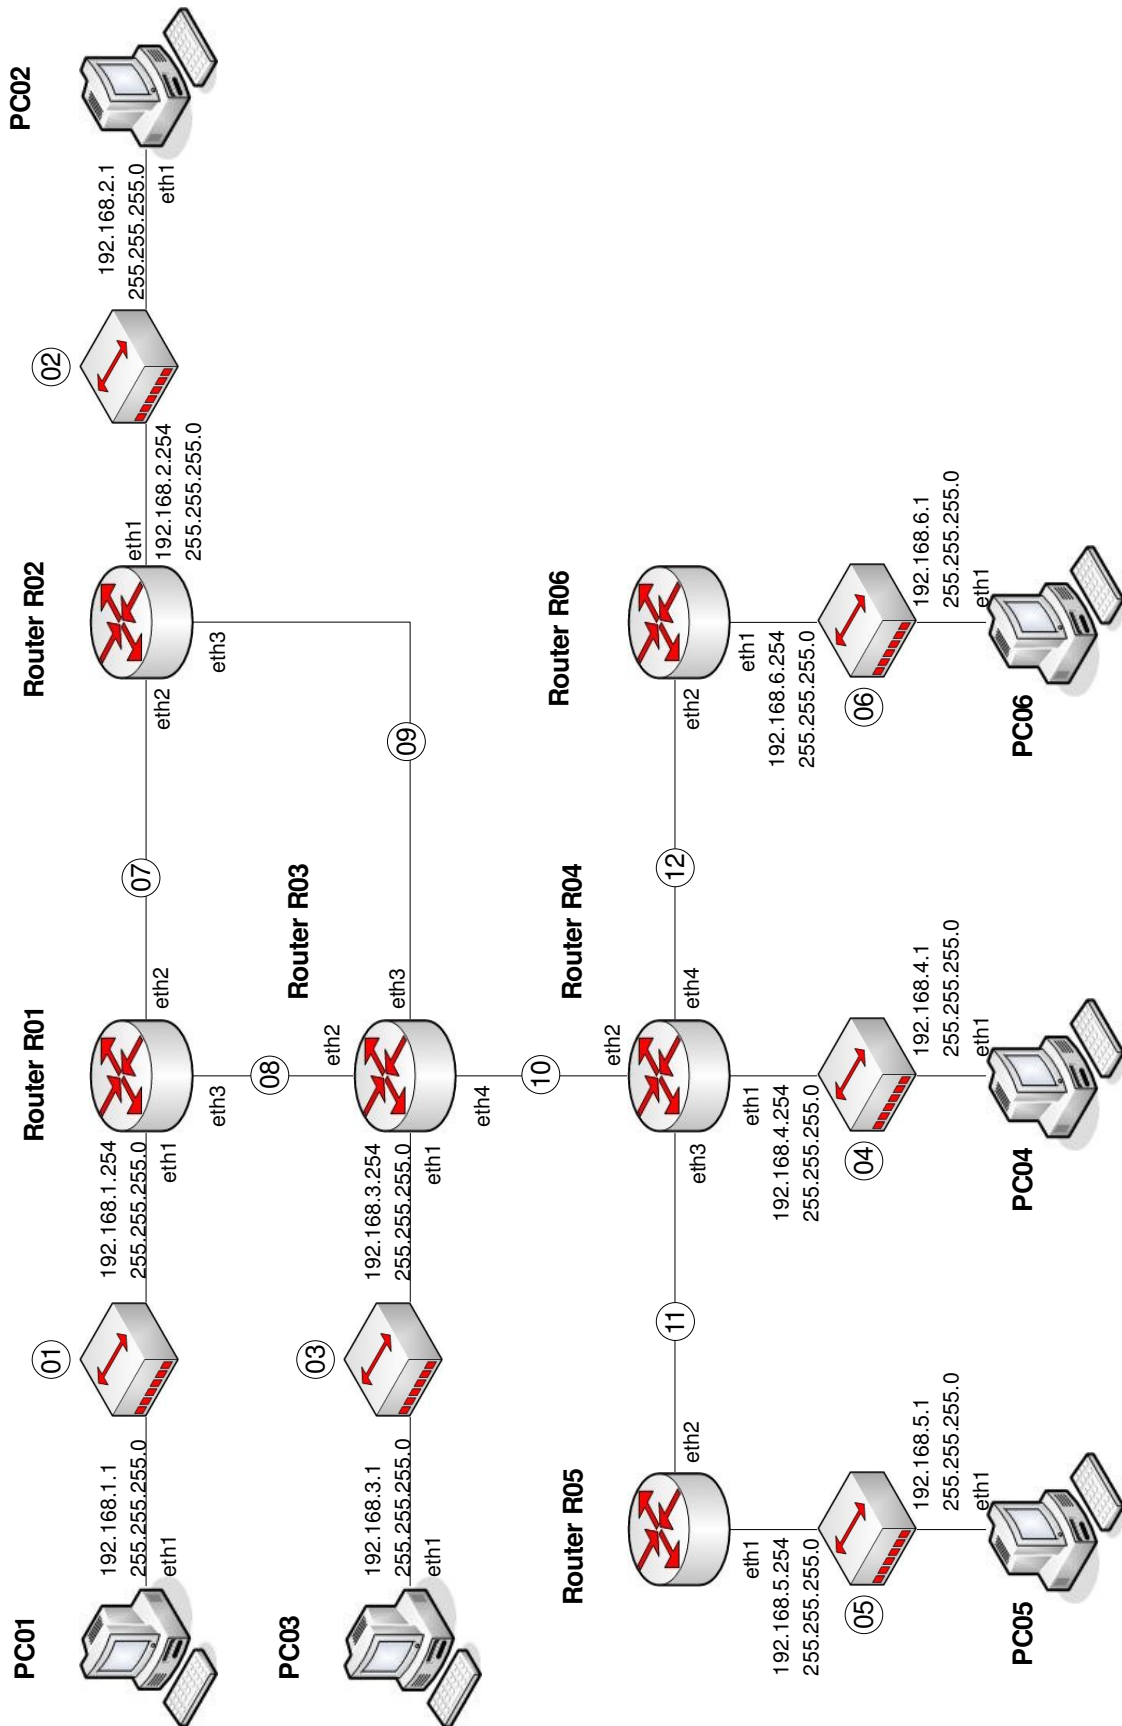 PC01
192.168.1.1
255.255.255.0
eth1
01
192.168.1.254
255.255.255.0
eth1
Router R01
eth2
eth3
07
Router R02
eth2
eth1
192.168.2.254
255.255.255.0
eth3
02
192.168.2.1
255.255.255.0
eth1
PC02
08
09
PC03
192.168.3.1
255.255.255.0
eth1
03
192.168.3.254
255.255.255.0
eth1
Router R03
eth2
eth3
eth4
10
Router R05
eth2
eth1
192.168.5.254
255.255.255.0
05
192.168.5.1
255.255.255.0
eth1
PC05
11
Router R04
eth2
eth3
eth4
eth1
192.168.4.254
255.255.255.0
04
192.168.4.1
255.255.255.0
eth1
PC04
12
Router R06
eth2
eth1
192.168.6.254
255.255.255.0
06
192.168.6.1
255.255.255.0
eth1
PC06